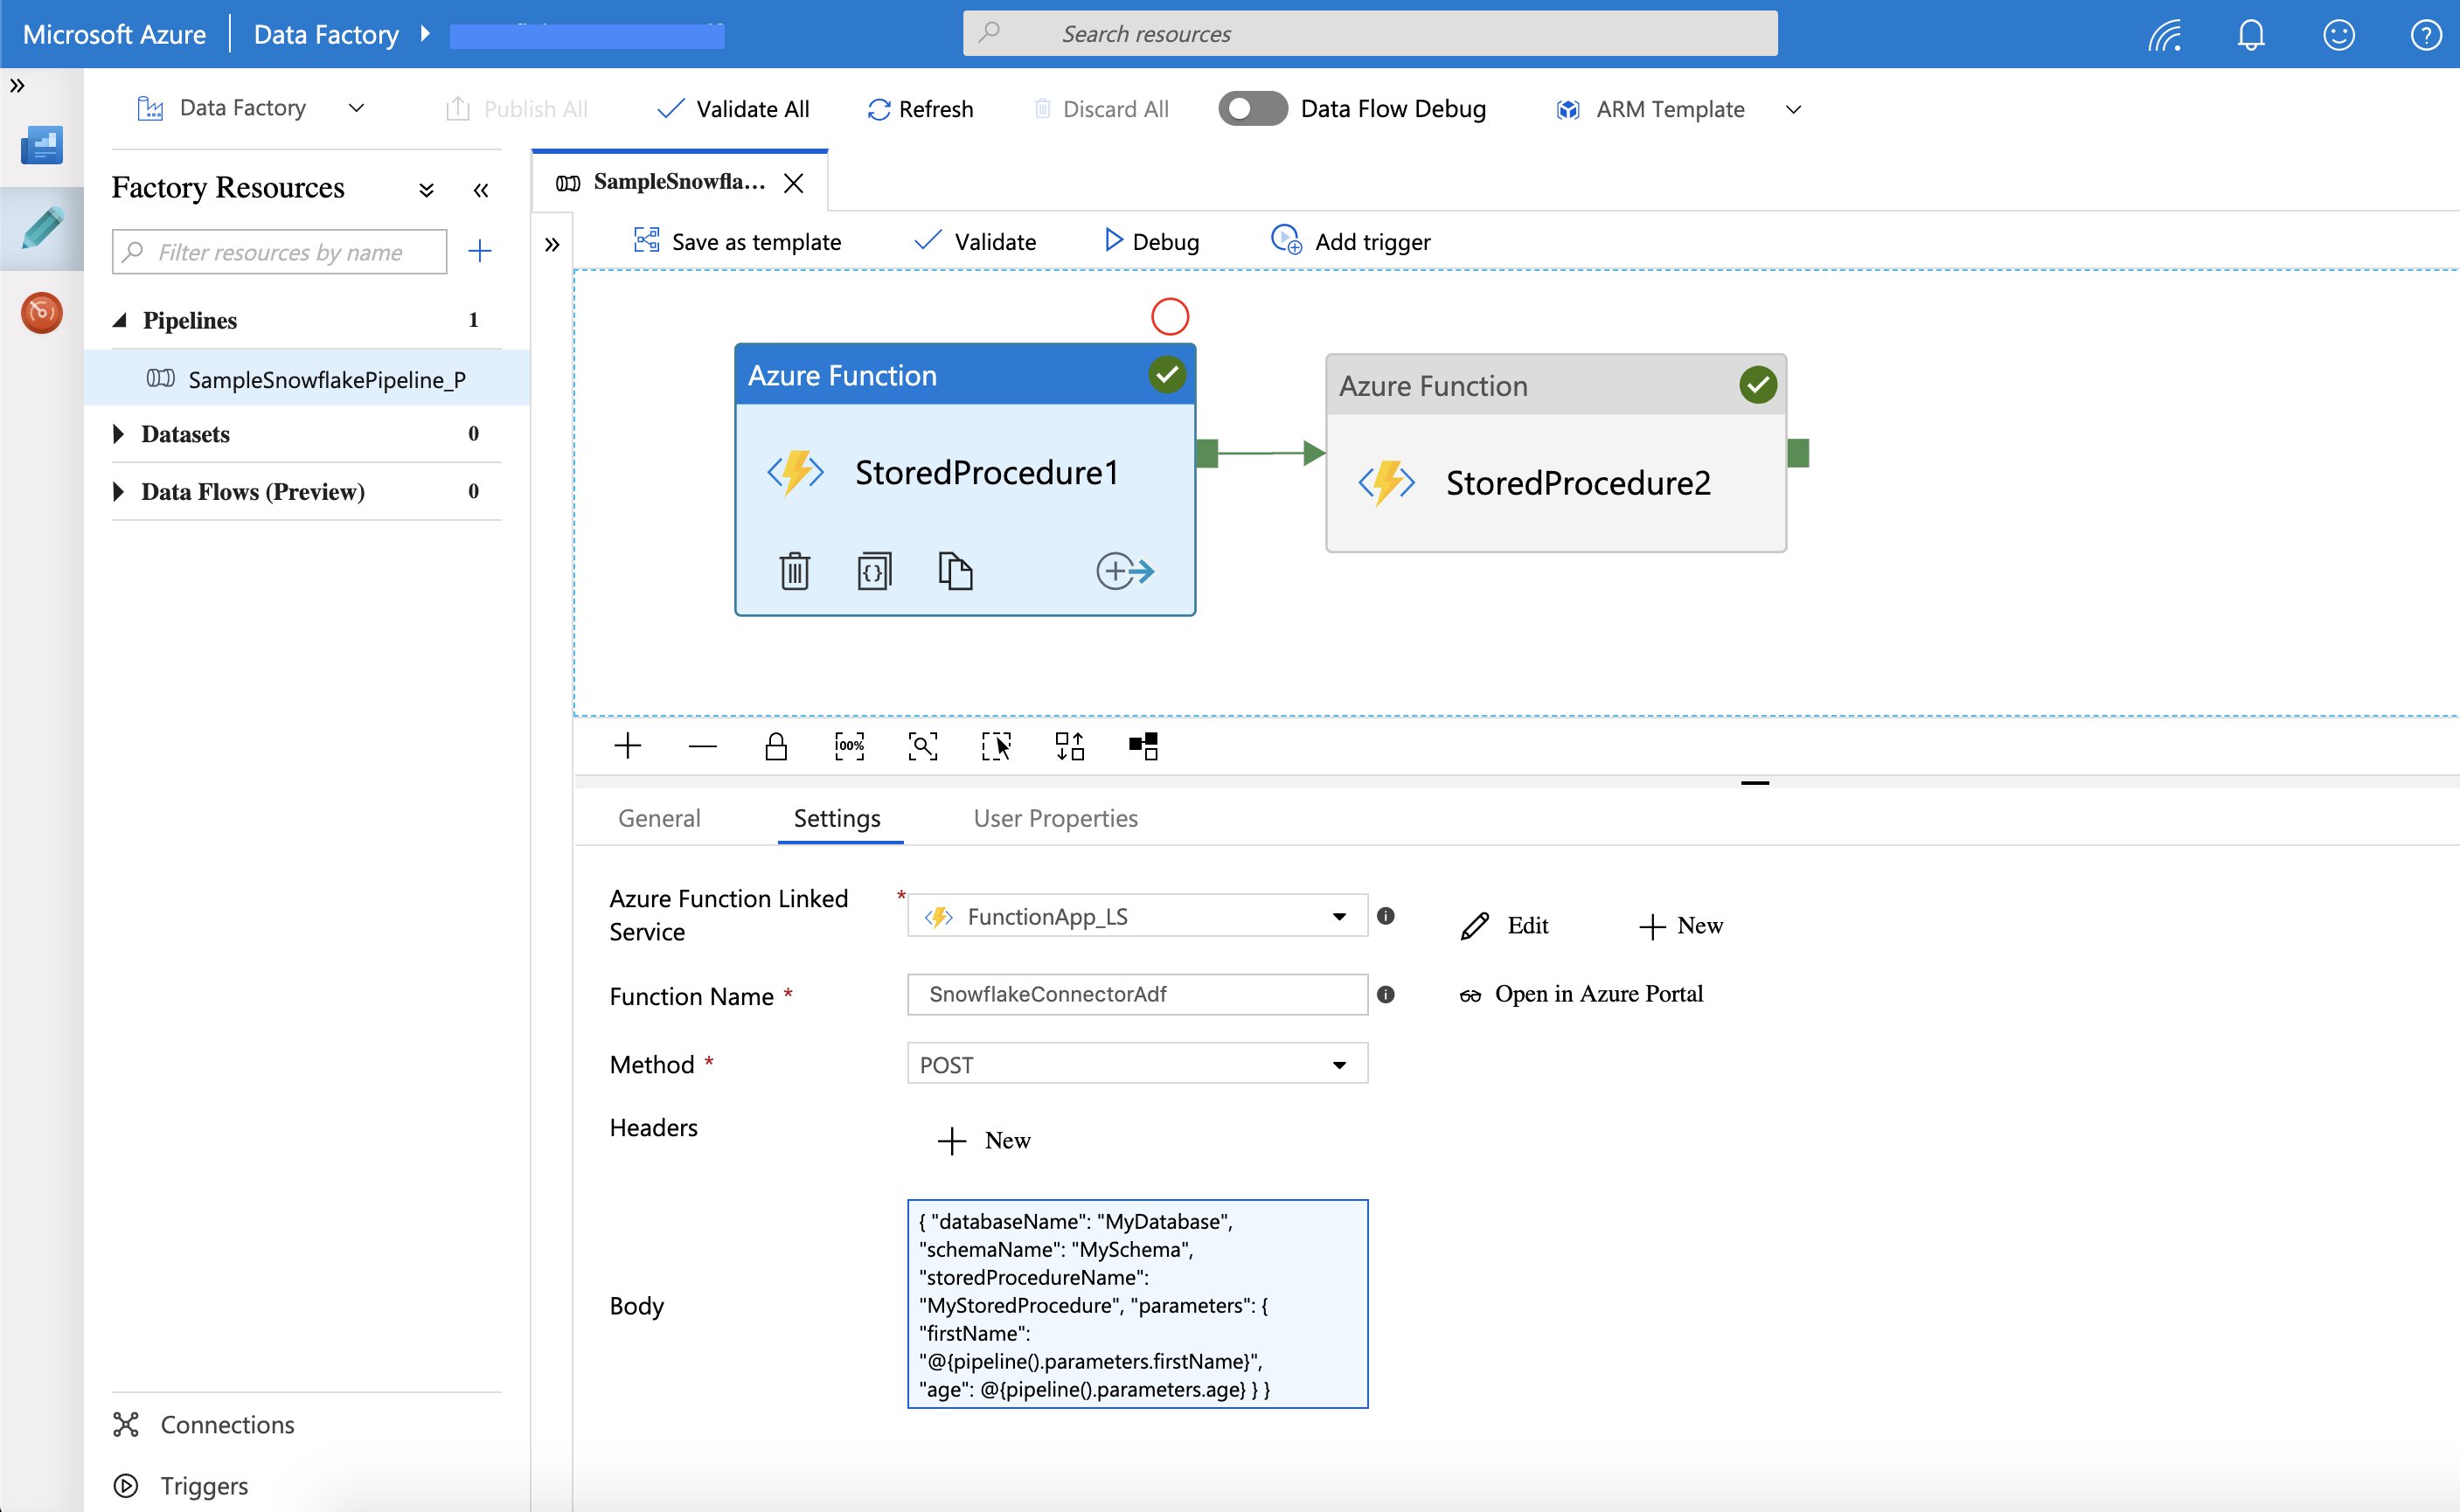 Microsoft Azure
Data Factory
Search resources
Data Factory
Publish All
Validate All
Refresh
Discard All
Data Flow Debug
ARM Template
Factory Resources
SampleSnowfla...
Filter resources by name
Save as template
Validate
Debug
Add trigger
Pipelines
1
SampleSnowflakePipeline_P
Datasets
0
Data Flows (Preview)
0
Azure Function
StoredProcedure1
Azure Function
StoredProcedure2
100%
General
Settings
User Properties
Azure Function Linked
Service
*
FunctionApp_LS
Edit
New
Function Name *
SnowflakeConnectorAdf
Open in Azure Portal
Method *
POST
Headers
New
Body
{ "databaseName": "MyDatabase",
"schemaName": "MySchema",
"storedProcedureName":
"MyStoredProcedure", "parameters": {
"firstName":
"@{pipeline().parameters.firstName}",
"age": @{pipeline().parameters.age} } }
Connections
Triggers